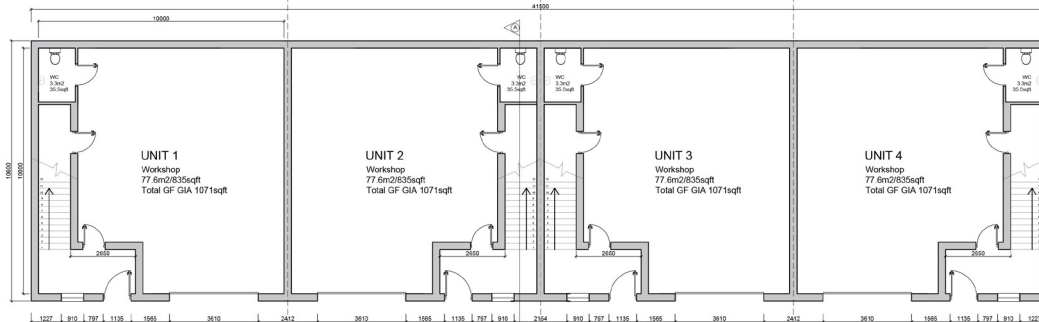 41600
10000
A
10600
10000
WC
3.3m2
35.5sqft
WC
3.3m2
35.5sqft
WC
3.3m2
35.5sqft
WC
3.3m2
35.5sqft
UNIT 1
Workshop
77.6m2/835sqft
Total GF GIA 1071sqft
UNIT 2
Workshop
77.6m2/835sqft
Total GF GIA 1071sqft
UNIT 3
Workshop
77.6m2/835sqft
Total GF GIA 1071sqft
UNIT 4
Workshop
77.6m2/835sqft
Total GF GIA 1071sqft
2650
2650
2650
2650
1227 910 797 1135 1565 3610 2412 3610 1565 1135 797 910 2154 910 797 1135 1565 3610 2412 3610 1565 1135 797 910 1227